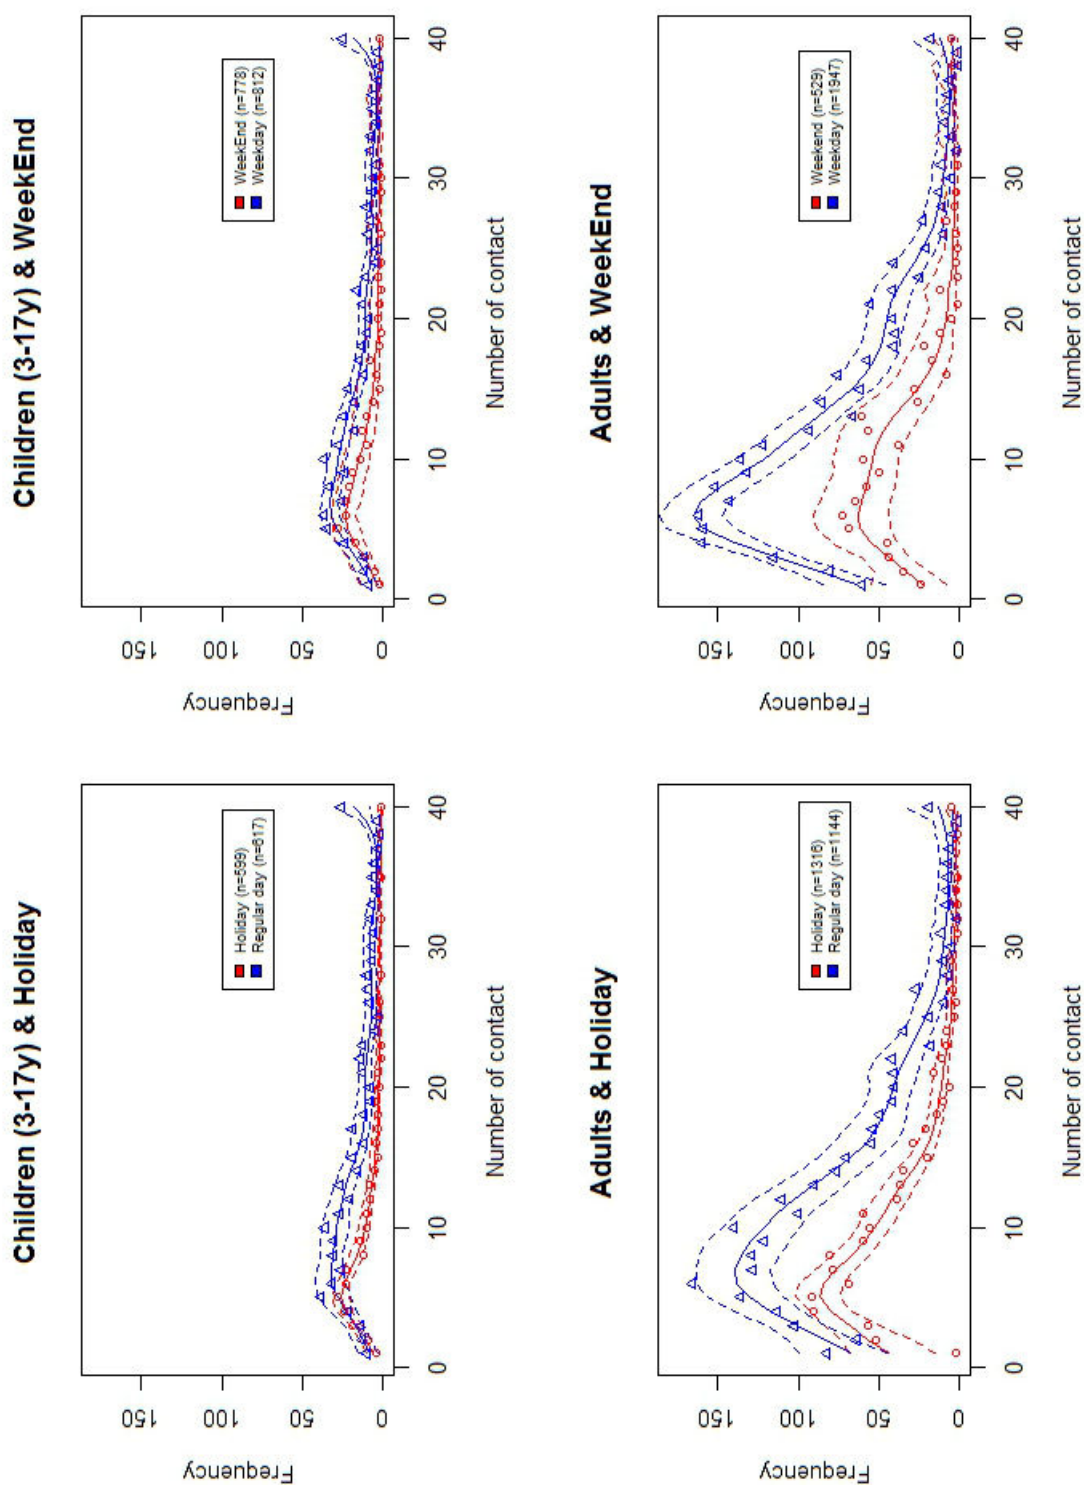 Children (3-17y) & Holiday
Frequency
0 50 100 150
Holiday (n=599)
Regular day (n=617)
0 10 20 30 40
Number of contact
Children (3-17y) & WeekEnd
Frequency
0 50 100 150
WeekEnd (n=778)
Weekday (n=812)
0 10 20 30 40
Number of contact
Adults & Holiday
Frequency
0 50 100 150
Holiday (n=1316)
Regular day (n=1144)
0 10 20 30 40
Number of contact
Adults & WeekEnd
Frequency
0 50 100 150
Weekend (n=529)
Weekday (n=1947)
0 10 20 30 40
Number of contact